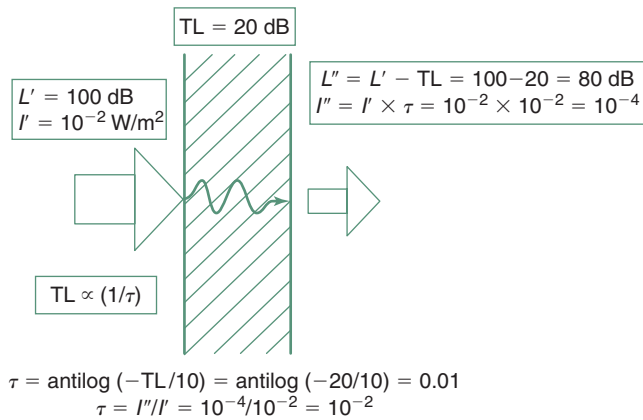 TL = 20 dB
L′ = 100 dB
I′ = 10⁻² W/m²
L″ = L′ − TL = 100−20 = 80 dB
I″ = I′ × τ = 10⁻² × 10⁻² = 10⁻⁴
TL ∝ (1/τ)
τ = antilog (−TL/10) = antilog (−20/10) = 0.01
τ = I″/I′ = 10⁻⁴/10⁻² = 10⁻²